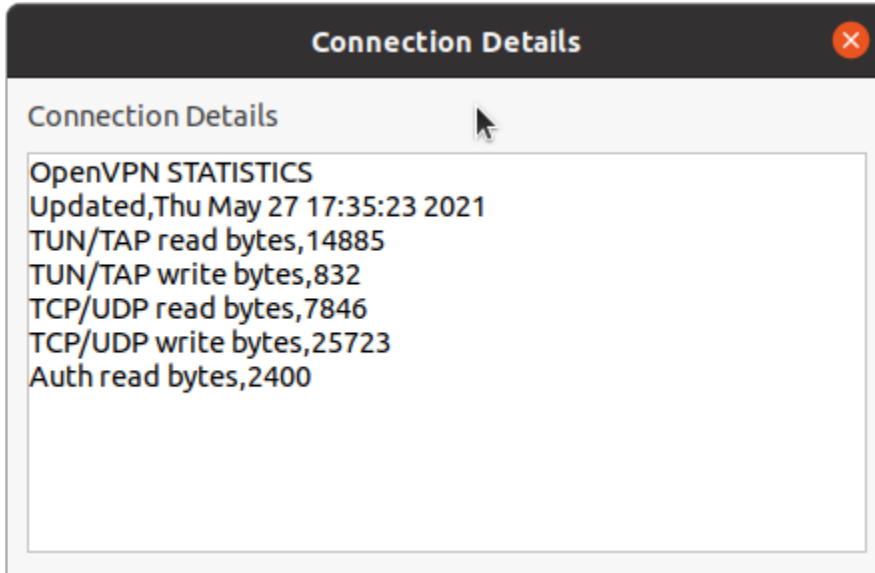 Connection Details
Connection Details
OpenVPN STATISTICS
Updated,Thu May 27 17:35:23 2021
TUN/TAP read bytes,14885
TUN/TAP write bytes,832
TCP/UDP read bytes,7846
TCP/UDP write bytes,25723
Auth read bytes,2400